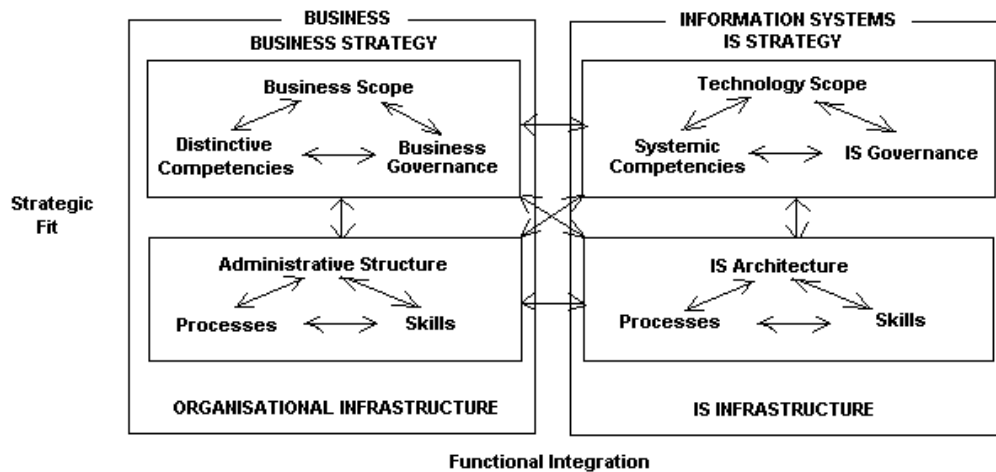 BUSINESS
INFORMATION SYSTEMS
BUSINESS STRATEGY
IS STRATEGY
Business Scope
Technology Scope
Distinctive
Competencies
Business
Governance
Systemic
Competencies
IS Governance
Strategic
Fit
Administrative Structure
IS Architecture
Processes
Skills
Processes
Skills
ORGANISATIONAL INFRASTRUCTURE
IS INFRASTRUCTURE
Functional Integration